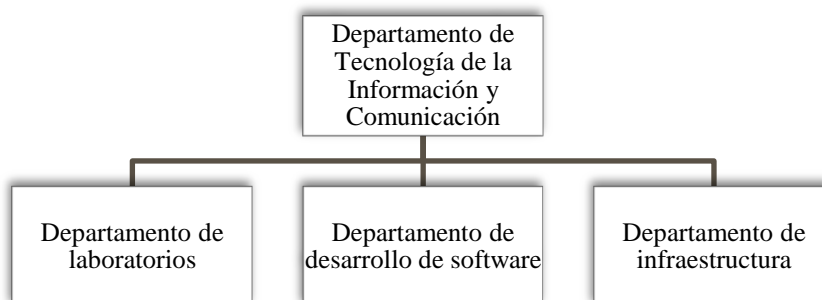 Departamento de
Tecnología de la
Información y
Comunicación
Departamento de
laboratorios
Departamento de
desarrollo de software
Departamento de
infraestructura